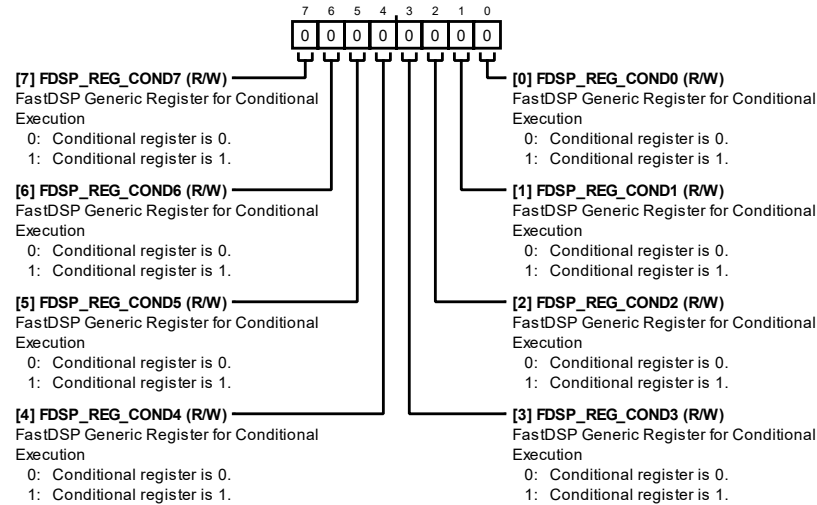 7 6 5 4 3 2 1 0
0 0 0 0 0 0 0 0
[7] FDSP_REG_COND7 (R/W)
FastDSP Generic Register for Conditional
Execution
0: Conditional register is 0.
1: Conditional register is 1.
[6] FDSP_REG_COND6 (R/W)
FastDSP Generic Register for Conditional
Execution
0: Conditional register is 0.
1: Conditional register is 1.
[5] FDSP_REG_COND5 (R/W)
FastDSP Generic Register for Conditional
Execution
0: Conditional register is 0.
1: Conditional register is 1.
[4] FDSP_REG_COND4 (R/W)
FastDSP Generic Register for Conditional
Execution
0: Conditional register is 0.
1: Conditional register is 1.
[0] FDSP_REG_COND0 (R/W)
FastDSP Generic Register for Conditional
Execution
0: Conditional register is 0.
1: Conditional register is 1.
[1] FDSP_REG_COND1 (R/W)
FastDSP Generic Register for Conditional
Execution
0: Conditional register is 0.
1: Conditional register is 1.
[2] FDSP_REG_COND2 (R/W)
FastDSP Generic Register for Conditional
Execution
0: Conditional register is 0.
1: Conditional register is 1.
[3] FDSP_REG_COND3 (R/W)
FastDSP Generic Register for Conditional
Execution
0: Conditional register is 0.
1: Conditional register is 1.